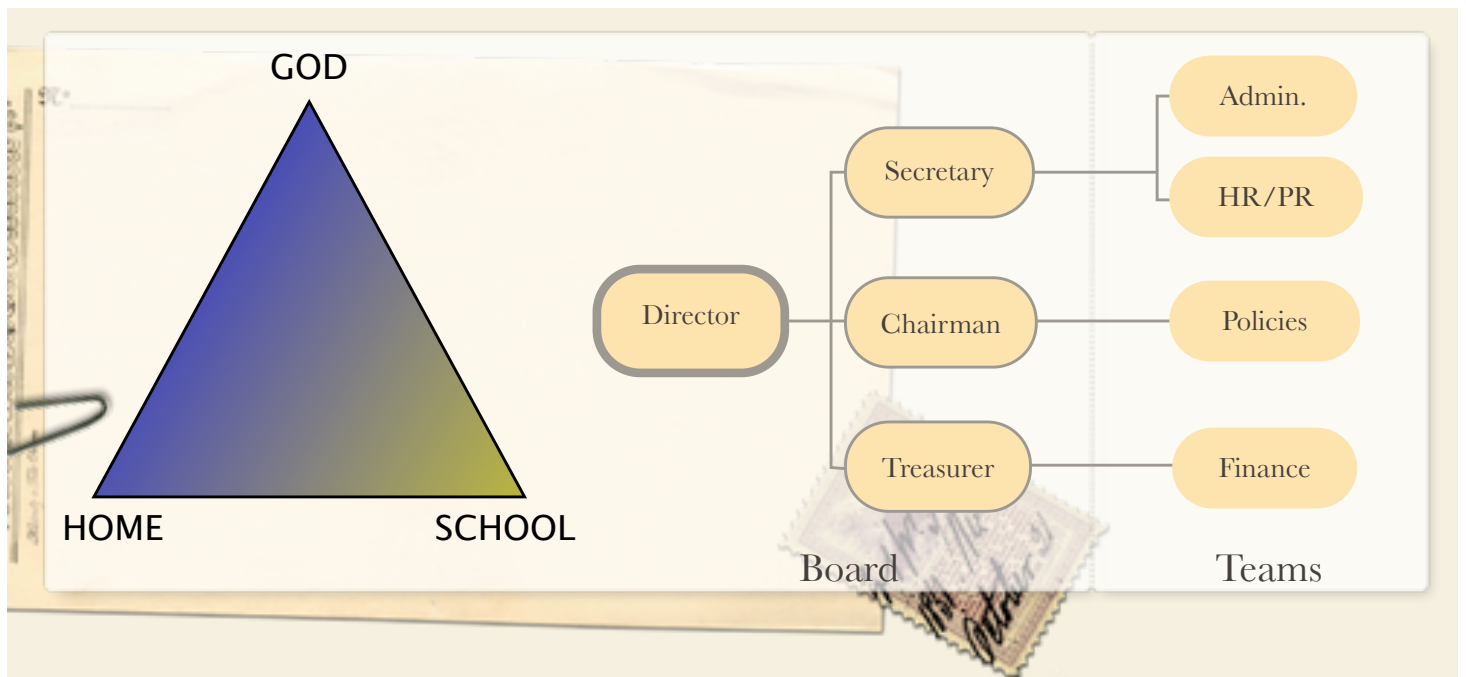 GOD
HOME
SCHOOL
Director
Secretary
Chairman
Treasurer
Board
Admin.
HR/PR
Policies
Finance
Teams